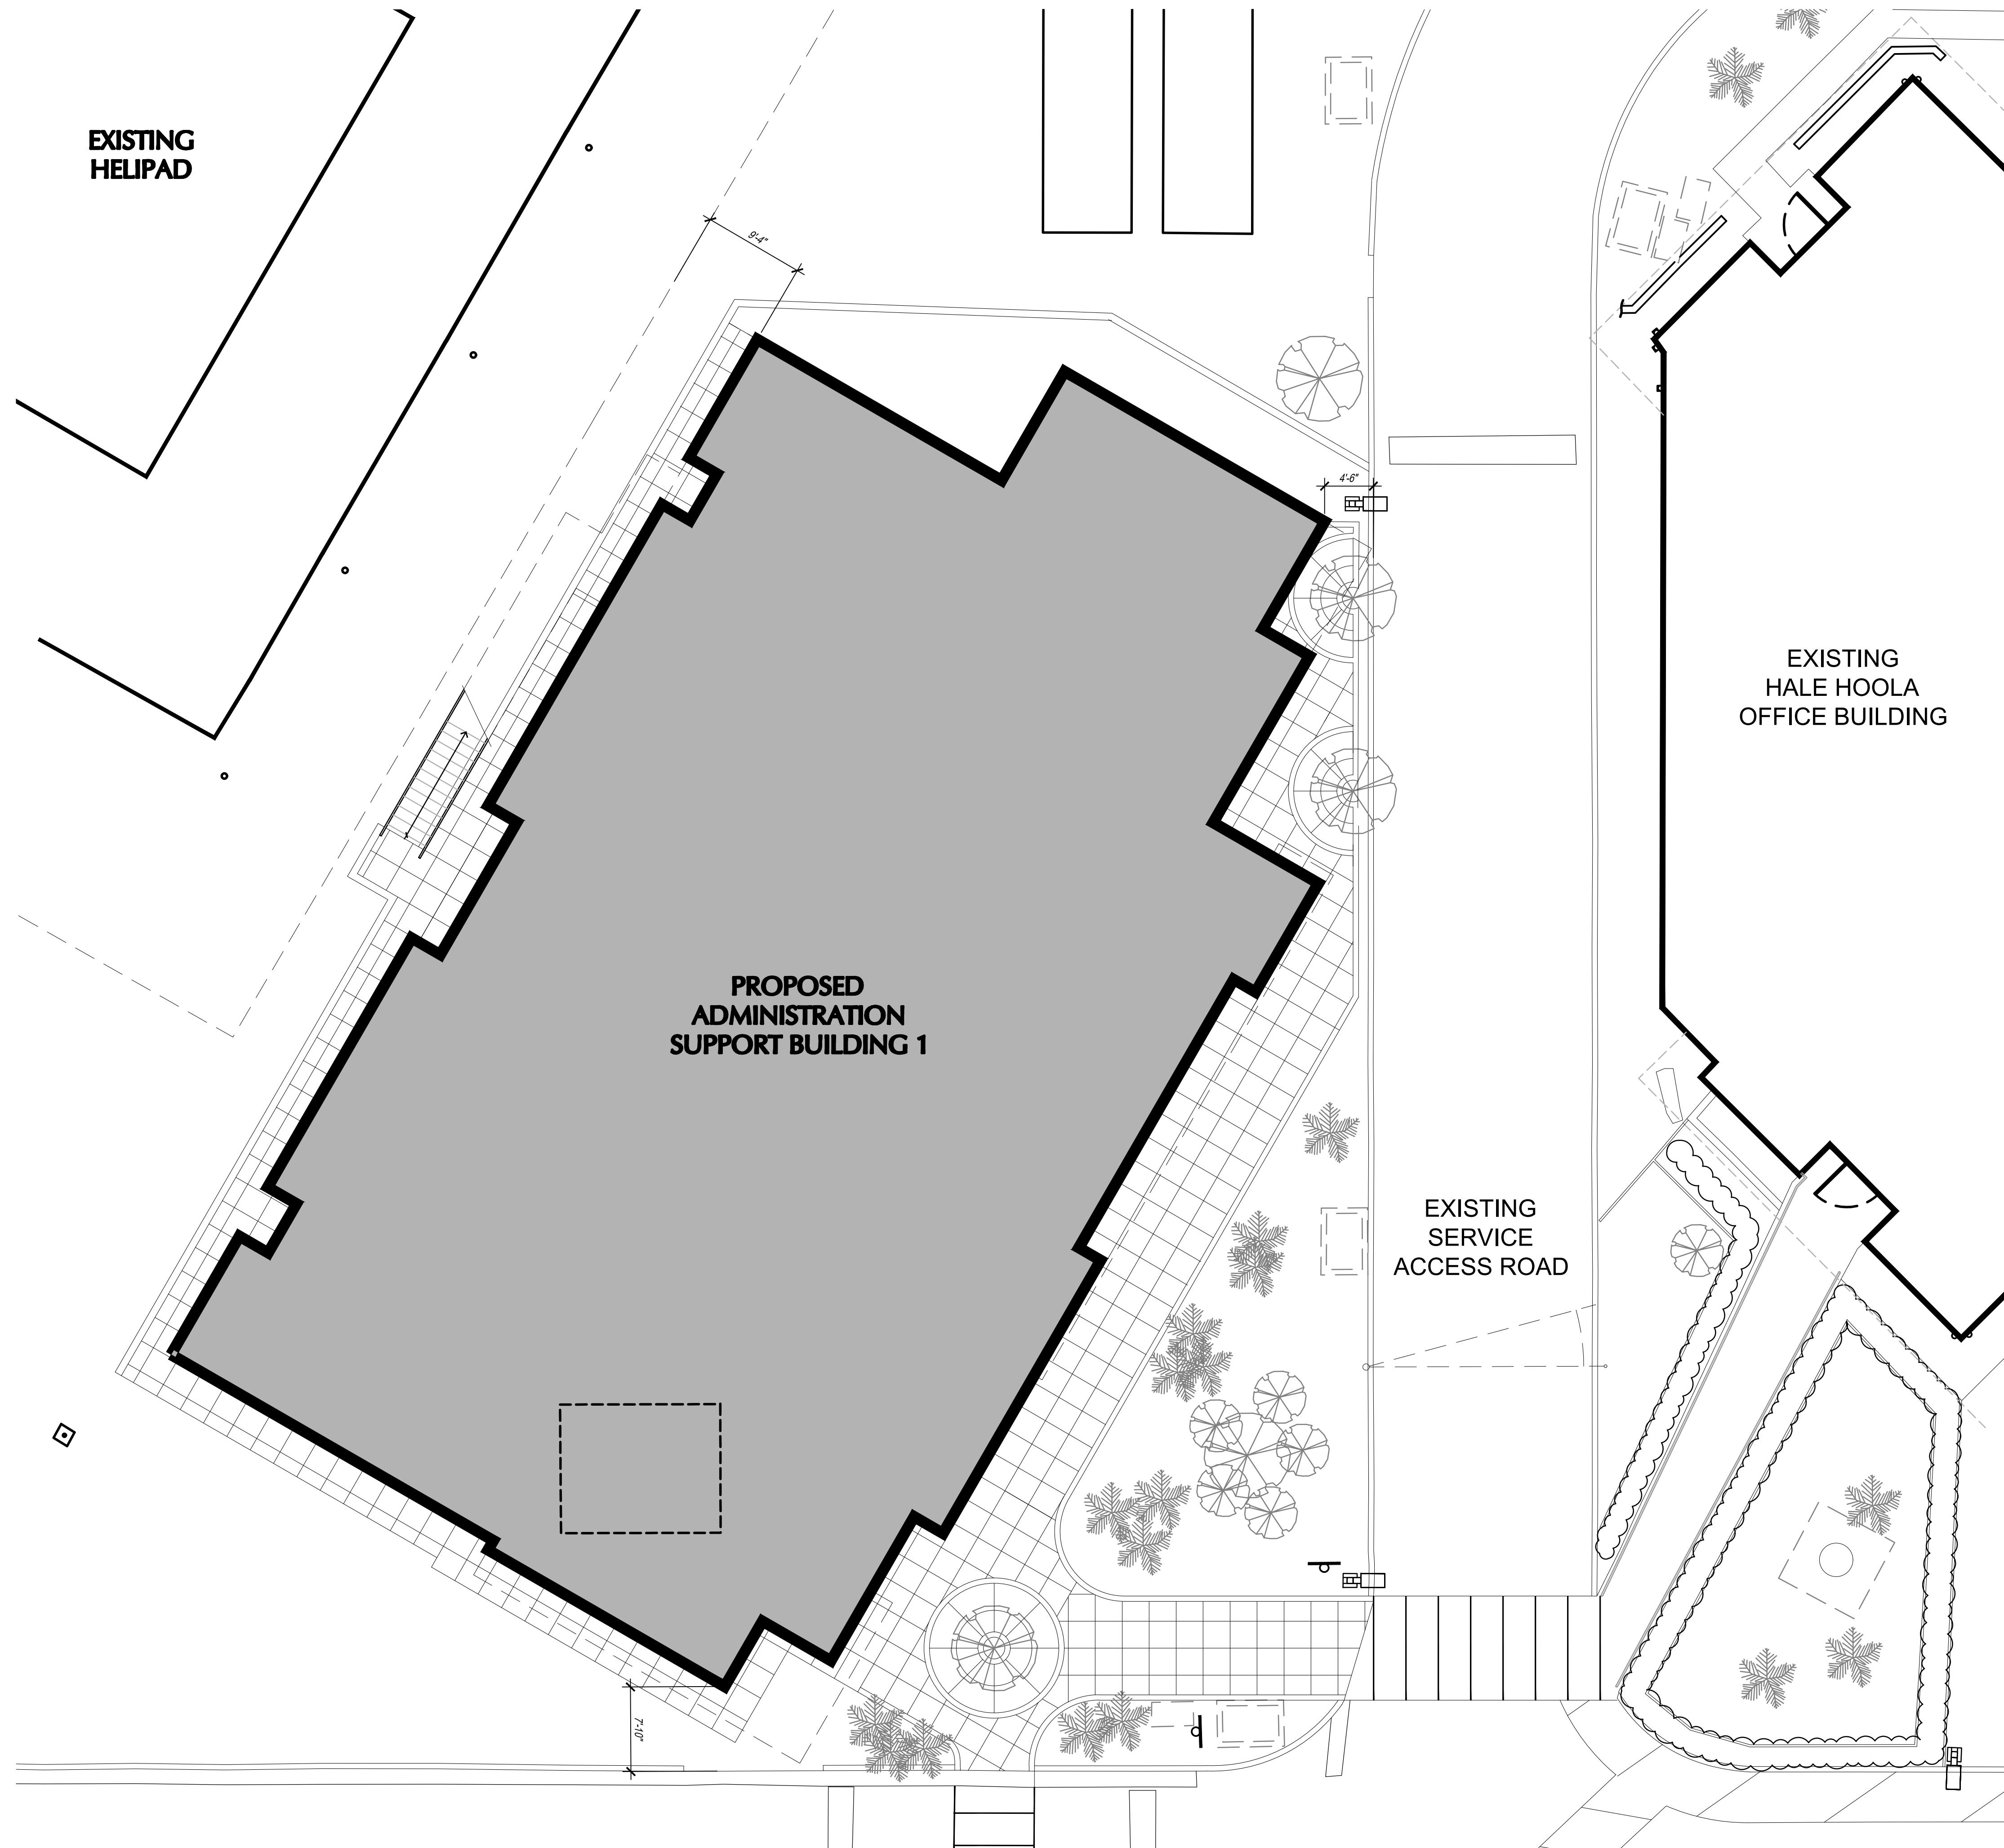 EXISTING
HELIPAD
9'-4"
4'-6"
EXISTING
HALE HOOLA
OFFICE BUILDING
PROPOSED
ADMINISTRATION
SUPPORT BUILDING 1
EXISTING
SERVICE
ACCESS ROAD
7'-10"